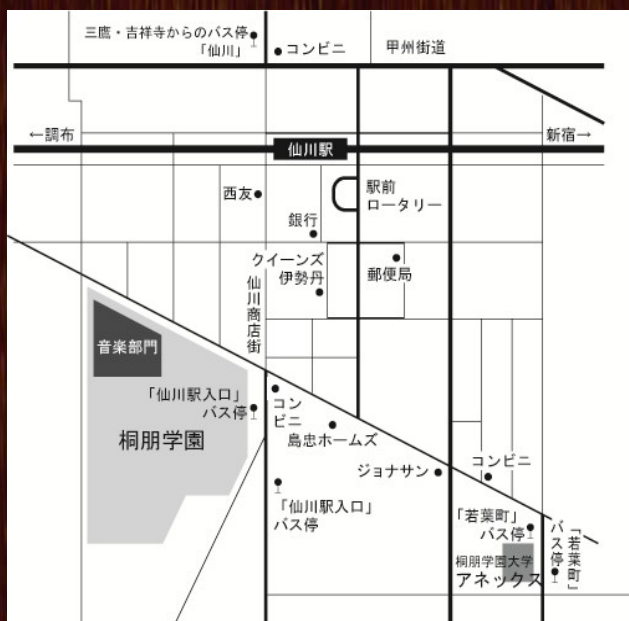 三鷹・吉祥寺からのバス停
「仙川」
コンビニ
甲州街道
←調布
新宿→
仙川駅
西友
駅前
ロータリー
銀行
クイーンズ
伊勢丹
郵便局
仙川商店街
音楽部門
「仙川駅入口」
バス停
コン
ビニ
桐朋学園
島忠ホームズ
ジョナサン
コンビニ
「仙川駅入口」
バス停
「若葉町」
バス停
「若葉町」
バス停
桐朋学園大学
アネックス